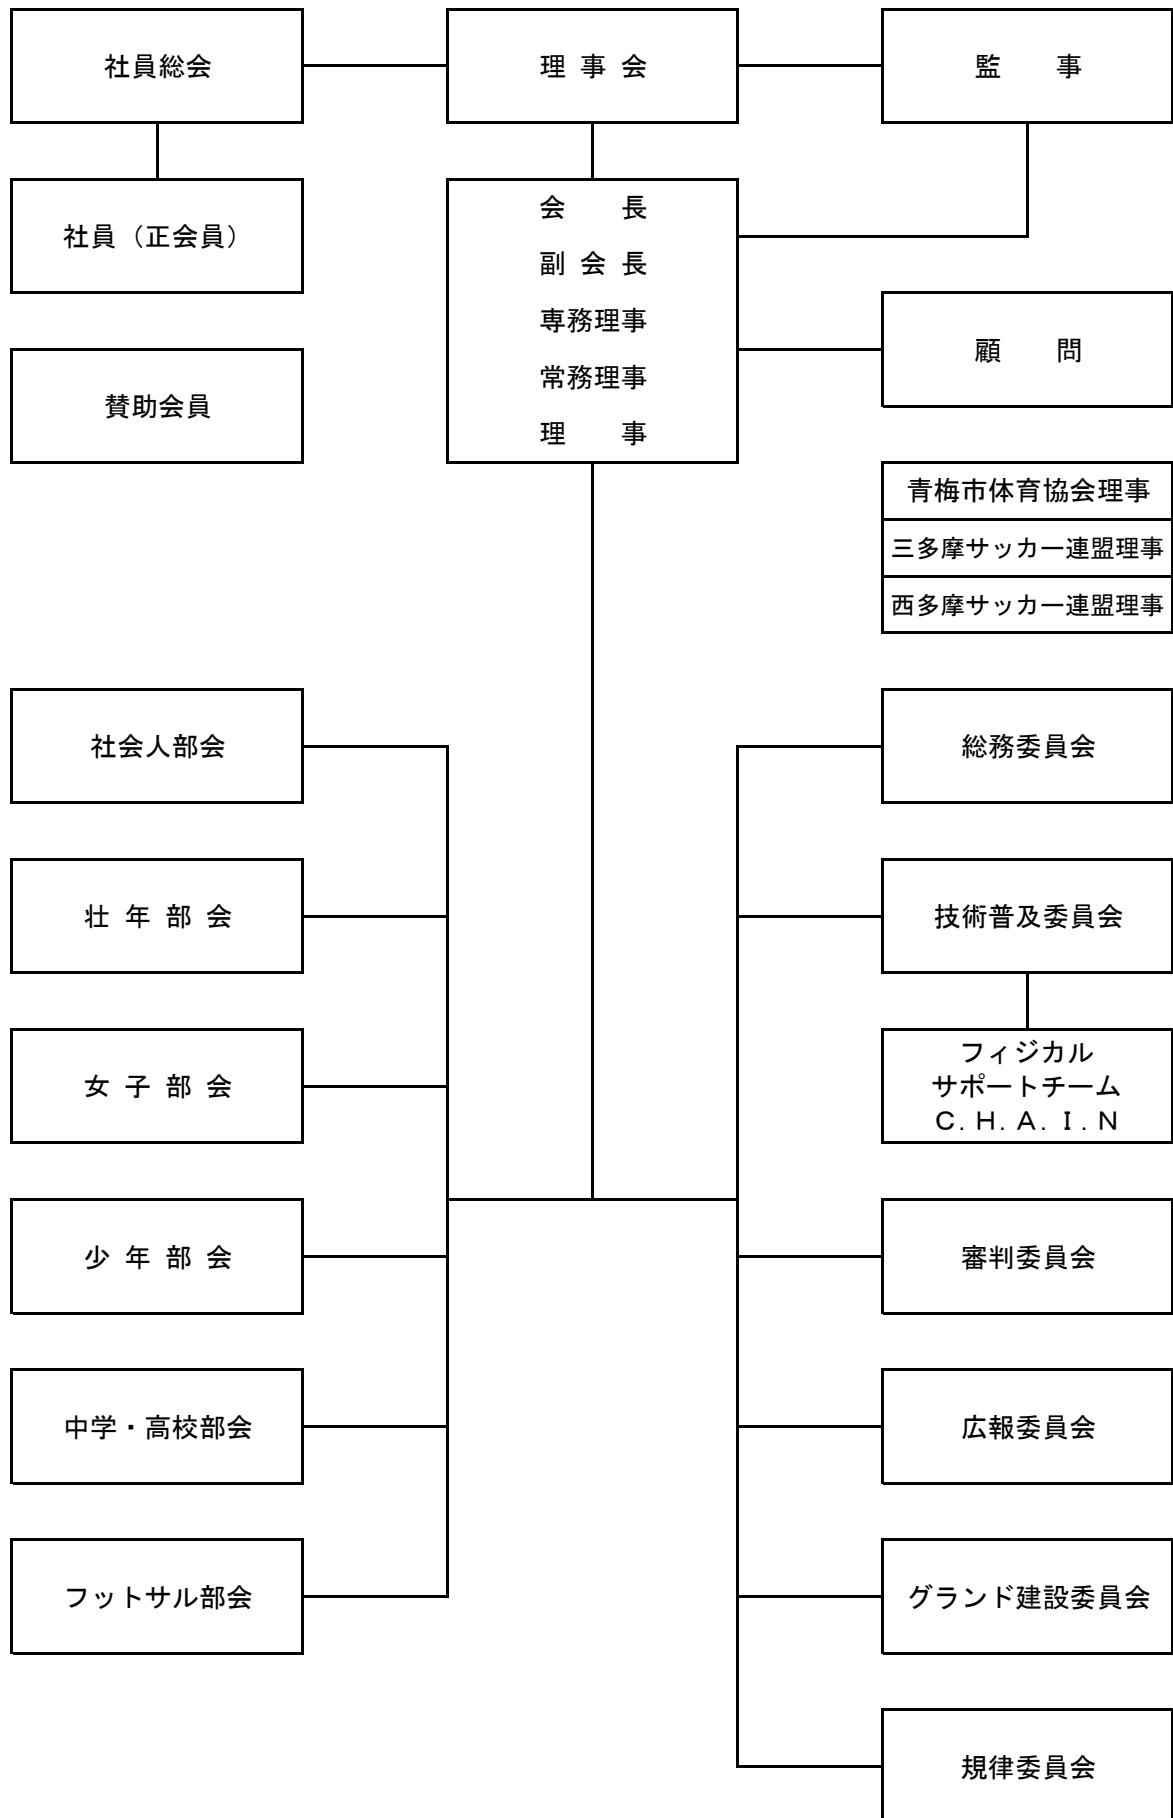 社員総会
理事会
監事
社員（正会員）
会長
副会長
専務理事
常務理事
理事
賛助会員
顧問
青梅市体育協会理事
三多摩サッカー連盟理事
西多摩サッカー連盟理事
社会人部会
壮年部会
女子部会
少年部会
中学・高校部会
フットサル部会
総務委員会
技術普及委員会
フィジカル
サポートチーム
Ｃ．Ｈ．Ａ．Ｉ．Ｎ
審判委員会
広報委員会
グランド建設委員会
規律委員会